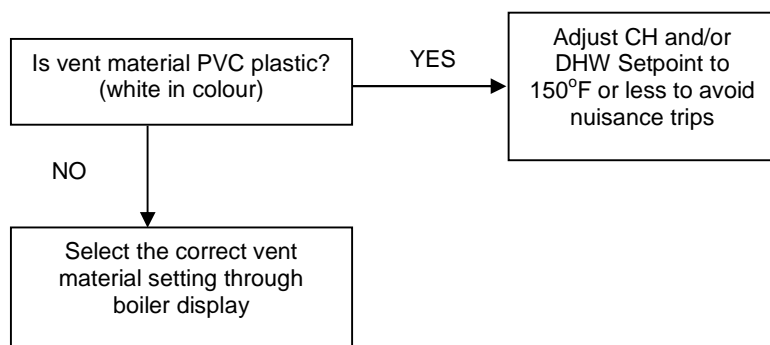 Is vent material PVC plastic?
(white in colour)
YES
Adjust CH and/or
DHW Setpoint to
150°F or less to avoid
nuisance trips
NO
Select the correct vent
material setting through
boiler display